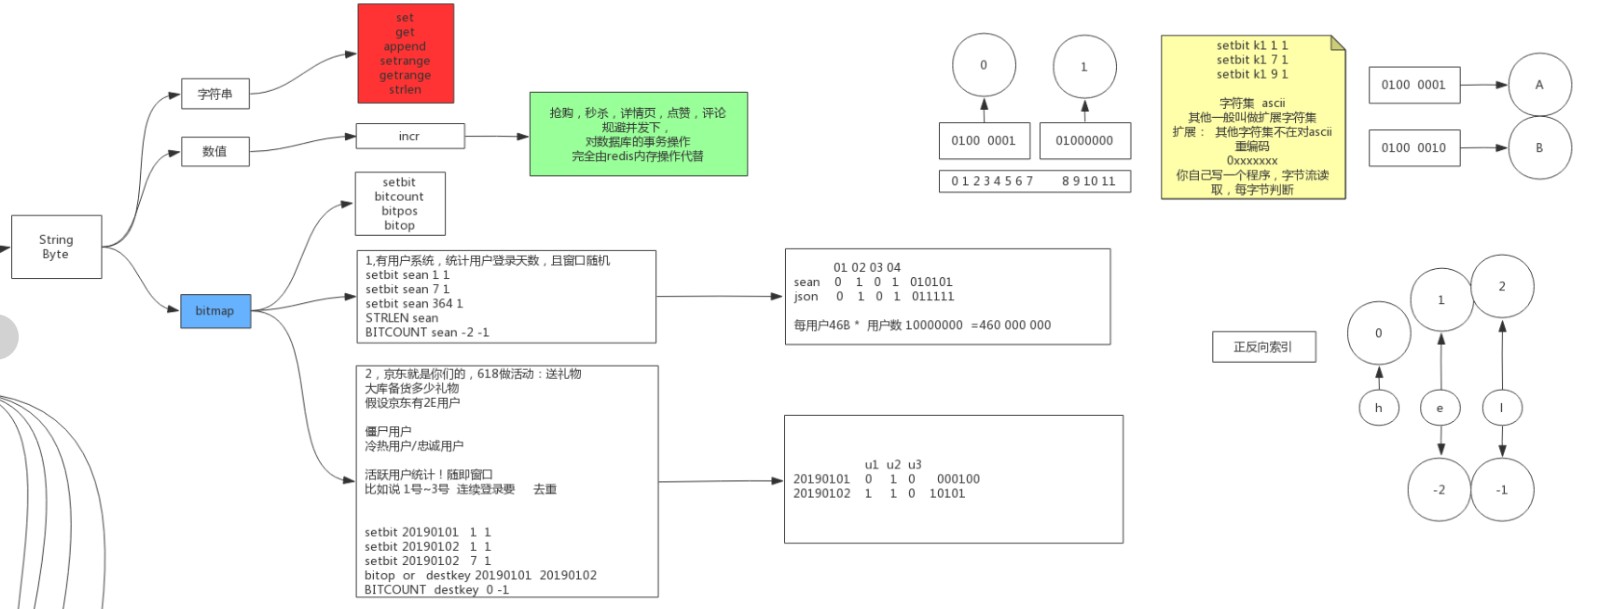 String
Byte
字符串
数值
bitmap
set
get
append
setrange
getrange
strlen
incr
抢购，秒杀，详情页，点赞，评论
规避并发下，
对数据库的事务操作
完全由redis内存操作代替
setbit
bitcount
bitpos
bitop
1,有用户系统，统计用户登录天数，且窗口随机
setbit sean 1 1
setbit sean 7 1
setbit sean 364 1
STRLEN sean
BITCOUNT sean -2 -1
01 02 03 04
sean 0 1 0 1 010101
json 0 1 0 1 011111
每用户46B * 用户数 10000000 =460 000 000
2，京东就是你们的，618做活动：送礼物
大库备货多少礼物
假设京东有2E用户
僵尸用户
冷热用户/忠诚用户
活跃用户统计！随即窗口
比如说 1号~3号 连续登录要 去重
setbit 20190101 1 1
setbit 20190102 1 1
setbit 20190102 7 1
bitop or destkey 20190101 20190102
BITCOUNT destkey 0 -1
u1 u2 u3
20190101 0 1 0 000100
20190102 1 1 0 10101
0
1
0100 0001
01000000
0 1 2 3 4 5 6 7 8 9 10 11
setbit k1 1 1
setbit k1 7 1
setbit k1 9 1
字符集 ascii
其他一般叫做扩展字符集
扩展： 其他字符集不在对ascii
重编码
0xxxxxxx
你自己写一个程序，字节流读
取，每字节判断
0100 0001
A
0100 0010
B
正反向索引
0
1
2
h
e
l
-2
-1